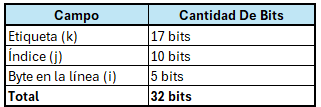 Campo Cantidad De Bits
Etiqueta (k) 17 bits
Índice (j) 10 bits
Byte en la línea (i) 5 bits
Total 32 bits